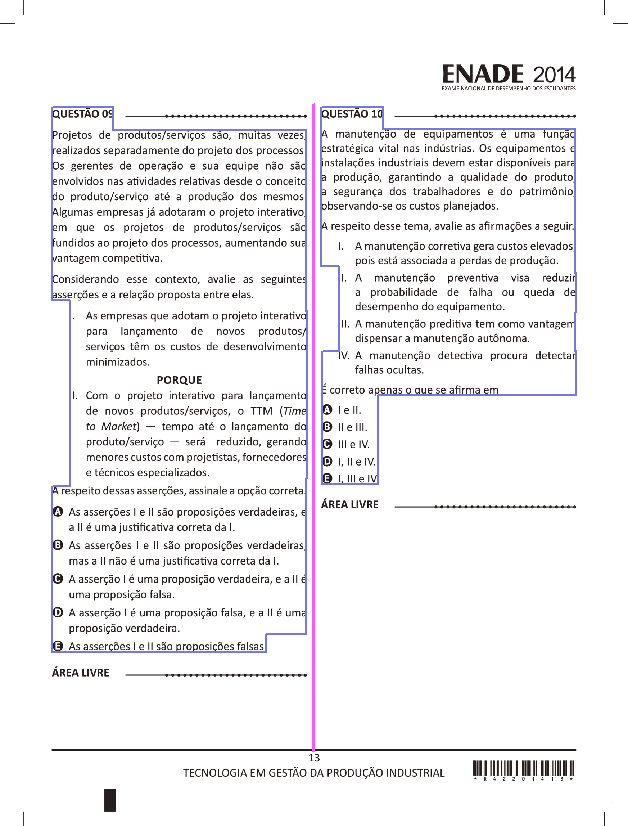 ENADE 2014
EXAME NACIONAL DE DESEMPENHO DOS ESTUDANTES
QUESTÃO 09
Projetos de produtos/serviços são, muitas vezes,
realizados separadamente do projeto dos processos.
Os gerentes de operação e sua equipe não são
envolvidos nas atividades relativas desde o conceito
do produto/serviço até a produção dos mesmos.
Algumas empresas já adotaram o projeto interativo,
em que os projetos de produtos/serviços são
fundidos ao projeto dos processos, aumentando sua
vantagem competitiva.
Considerando esse contexto, avalie as seguintes
asserções e a relação proposta entre elas.
I. As empresas que adotam o projeto interativo
para lançamento de novos produtos/
serviços têm os custos de desenvolvimento
minimizados.
PORQUE
II. Com o projeto interativo para lançamento
de novos produtos/serviços, o TTM (Time
to Market) — tempo até o lançamento do
produto/serviço — será reduzido, gerando
menores custos com projetistas, fornecedores
e técnicos especializados.
A respeito dessas asserções, assinale a opção correta.
A As asserções I e II são proposições verdadeiras, e
a II é uma justificativa correta da I.
B As asserções I e II são proposições verdadeiras,
mas a II não é uma justificativa correta da I.
C A asserção I é uma proposição verdadeira, e a II é
uma proposição falsa.
D A asserção I é uma proposição falsa, e a II é uma
proposição verdadeira.
E As asserções I e II são proposições falsas.
ÁREA LIVRE
QUESTÃO 10
A manutenção de equipamentos é uma função
estratégica vital nas indústrias. Os equipamentos e
instalações industriais devem estar disponíveis para
a produção, garantindo a qualidade do produto,
a segurança dos trabalhadores e do patrimônio,
observando-se os custos planejados.
A respeito desse tema, avalie as afirmações a seguir.
I. A manutenção corretiva gera custos elevados,
pois está associada a perdas de produção.
II. A manutenção preventiva visa reduzir
a probabilidade de falha ou queda de
desempenho do equipamento.
III. A manutenção preditiva tem como vantagem
dispensar a manutenção autônoma.
IV. A manutenção detectiva procura detectar
falhas ocultas.
É correto apenas o que se afirma em
A I e II.
B II e III.
C III e IV.
D I, II e IV.
E I, III e IV.
ÁREA LIVRE
13
TECNOLOGIA EM GESTÃO DA PRODUÇÃO INDUSTRIAL